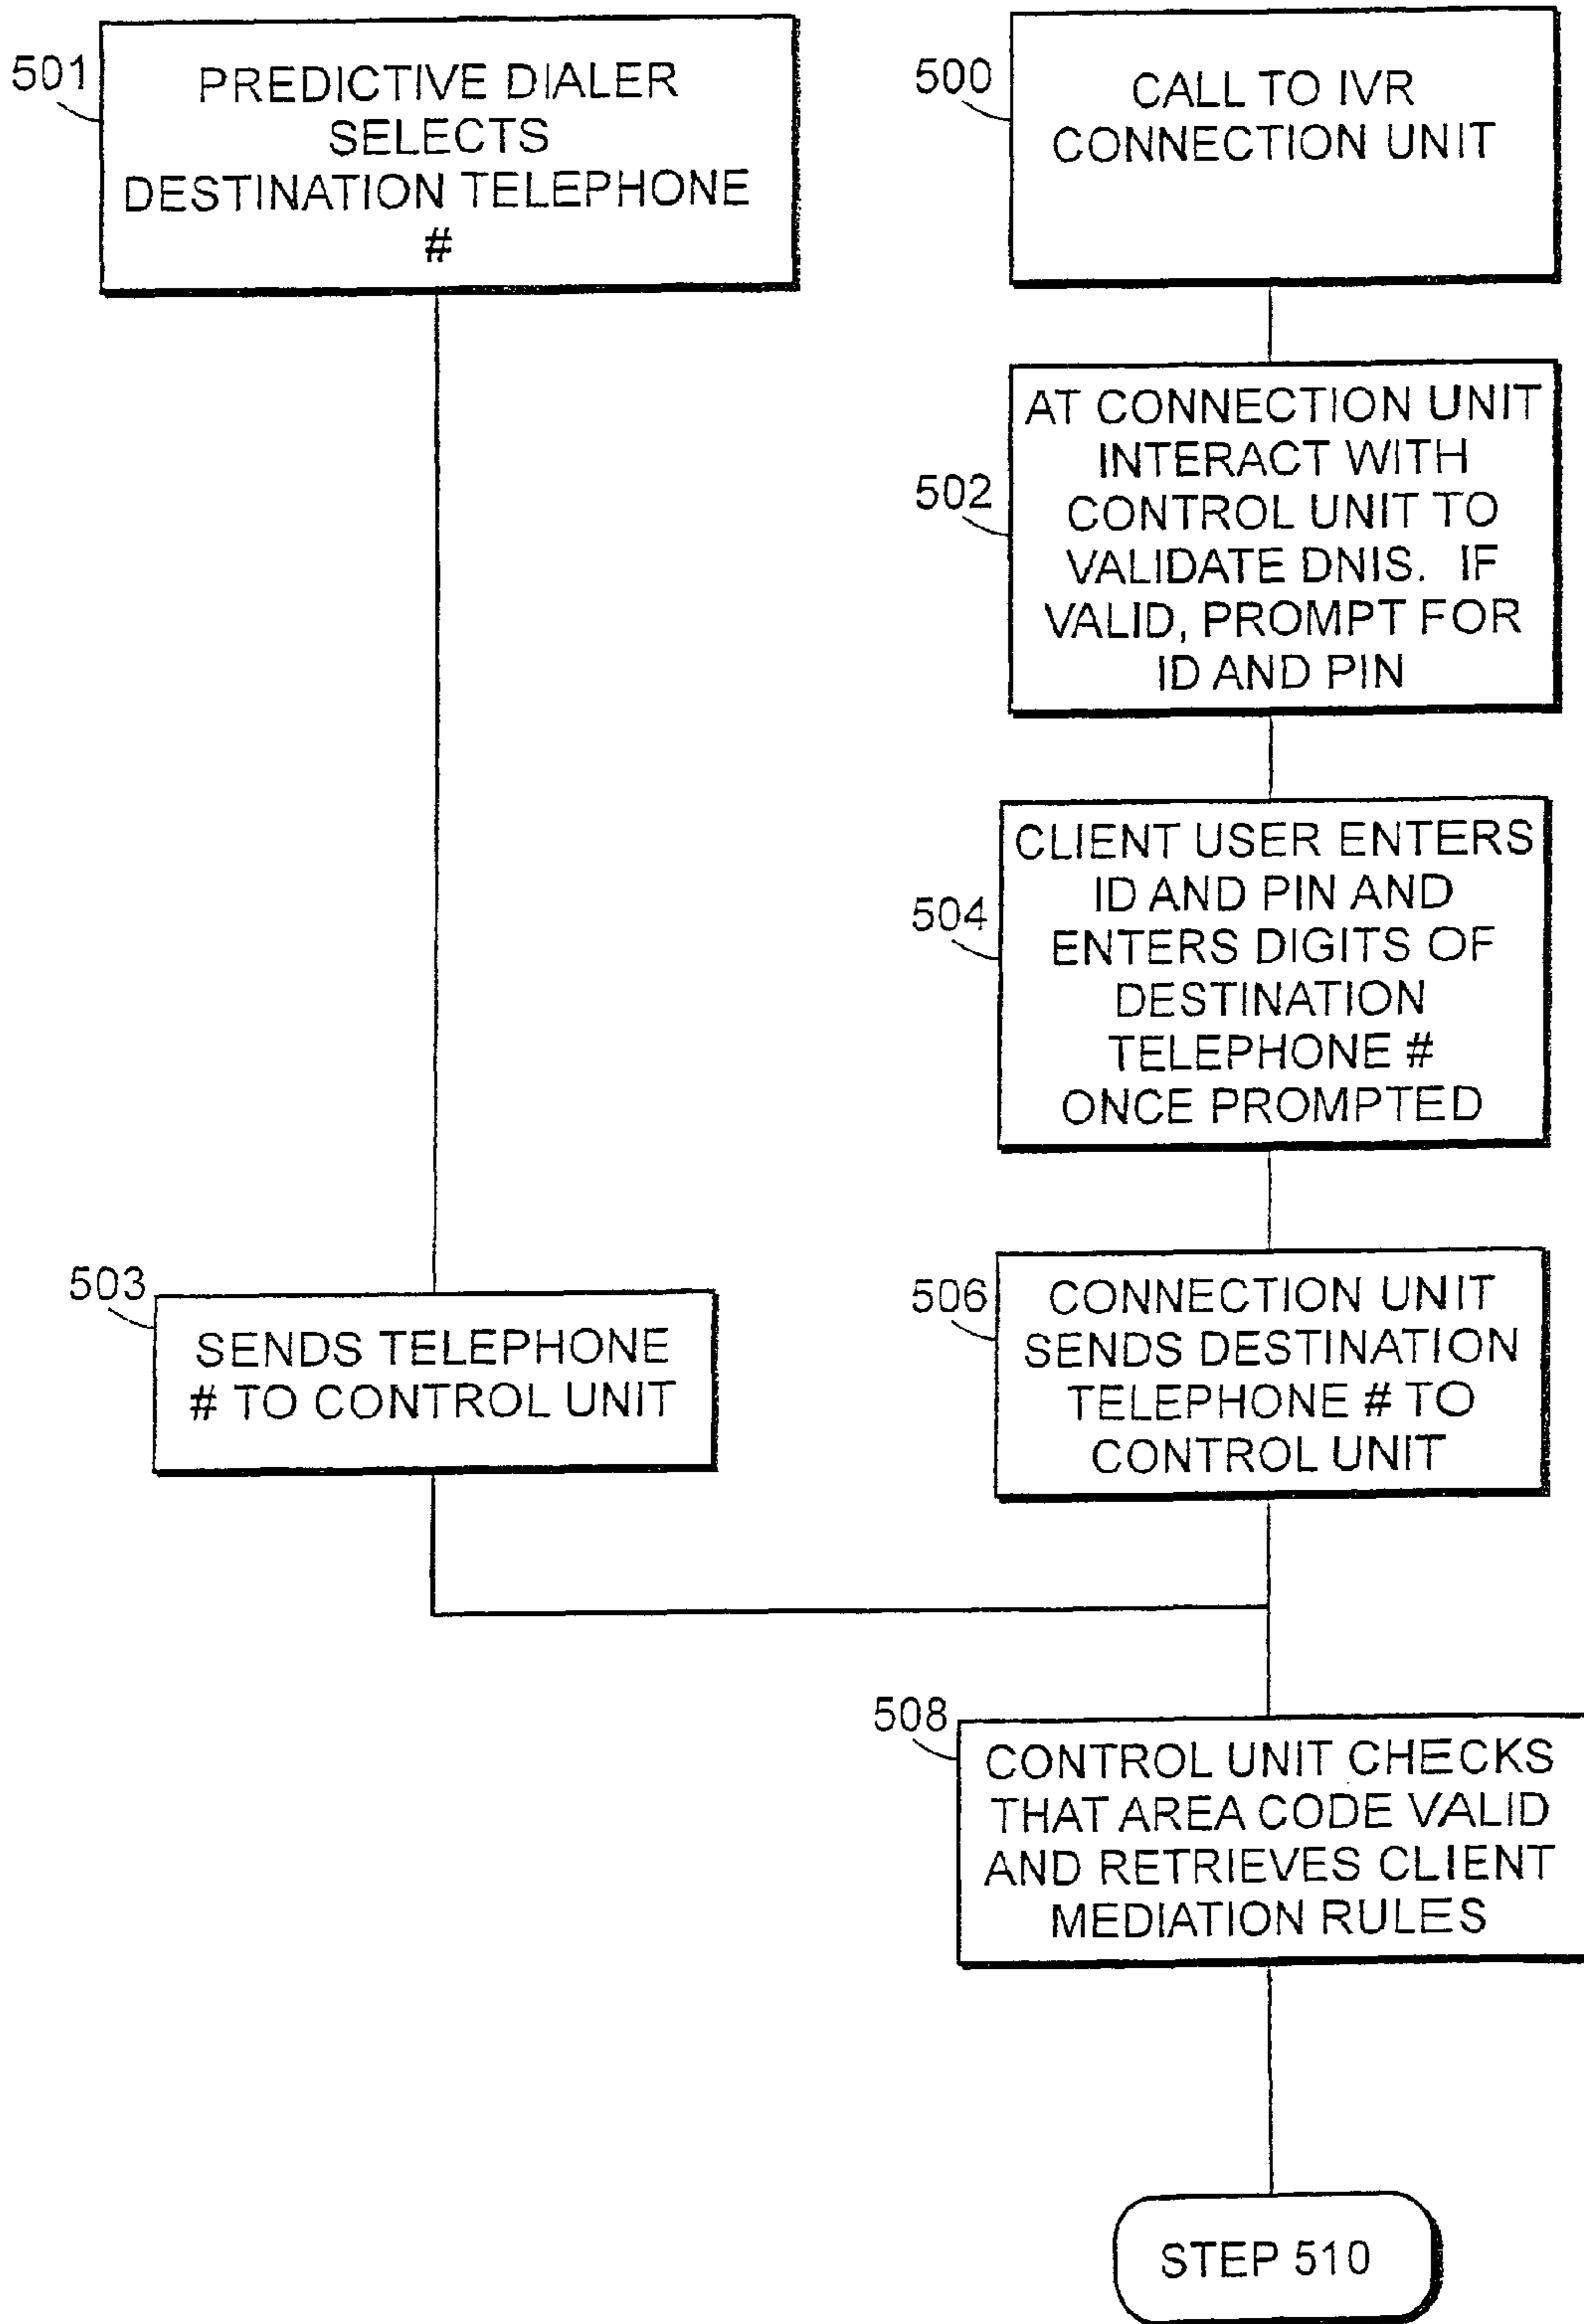 501
PREDICTIVE DIALER
SELECTS
DESTINATION TELEPHONE
#
500
CALL TO IVR
CONNECTION UNIT
502
AT CONNECTION UNIT
INTERACT WITH
CONTROL UNIT TO
VALIDATE DNIS. IF
VALID, PROMPT FOR
ID AND PIN
504
CLIENT USER ENTERS
ID AND PIN AND
ENTERS DIGITS OF
DESTINATION
TELEPHONE #
ONCE PROMPTED
503
SENDS TELEPHONE
# TO CONTROL UNIT
506
CONNECTION UNIT
SENDS DESTINATION
TELEPHONE # TO
CONTROL UNIT
508
CONTROL UNIT CHECKS
THAT AREA CODE VALID
AND RETRIEVES CLIENT
MEDIATION RULES
STEP 510